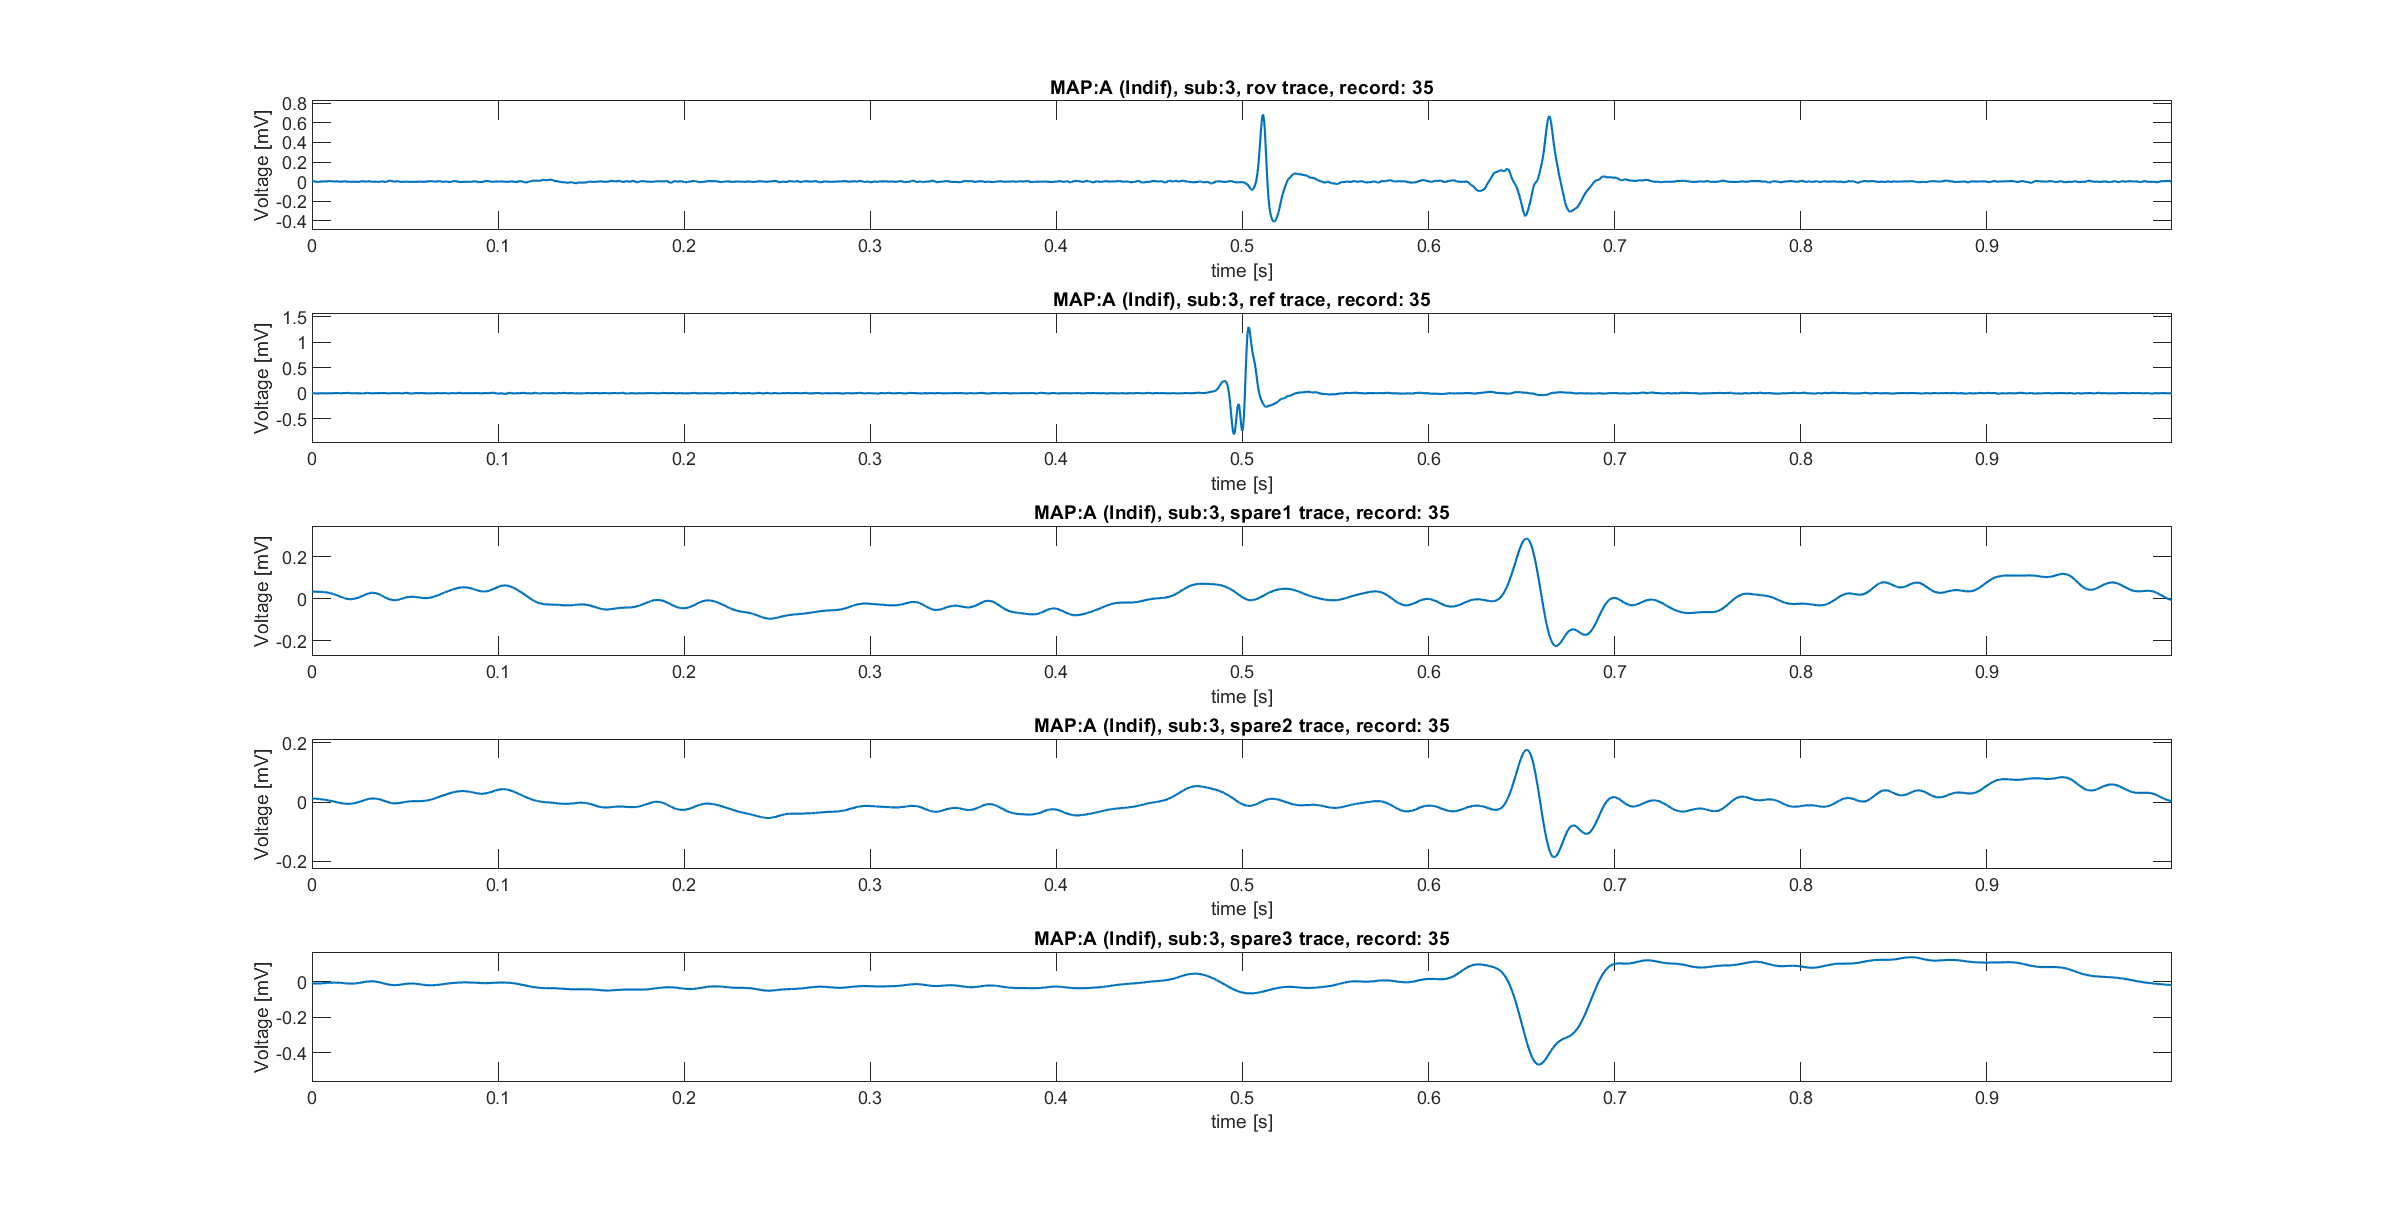 MAP:A (Indif), sub:3, rov trace, record: 35
Voltage [mV]
0.8
0.6
0.4
0.2
0
-0.2
-0.4
0 0.1 0.2 0.3 0.4 0.5 0.6 0.7 0.8 0.9
time [s]
MAP:A (Indif), sub:3, ref trace, record: 35
Voltage [mV]
1.5
1
0.5
0
-0.5
0 0.1 0.2 0.3 0.4 0.5 0.6 0.7 0.8 0.9
time [s]
MAP:A (Indif), sub:3, spare1 trace, record: 35
Voltage [mV]
0.2
0
-0.2
0 0.1 0.2 0.3 0.4 0.5 0.6 0.7 0.8 0.9
time [s]
MAP:A (Indif), sub:3, spare2 trace, record: 35
Voltage [mV]
0.2
0
-0.2
0 0.1 0.2 0.3 0.4 0.5 0.6 0.7 0.8 0.9
time [s]
MAP:A (Indif), sub:3, spare3 trace, record: 35
Voltage [mV]
0
-0.2
-0.4
0 0.1 0.2 0.3 0.4 0.5 0.6 0.7 0.8 0.9
time [s]